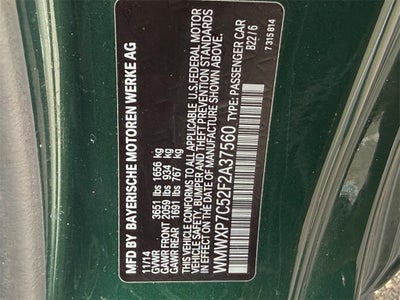 MFD. BY BAYERISCHE MOTOREN WERKE AG
11/14
GVWR 3651 lbs 1656 kg
GAWR FRONT 2059 lbs 934 kg
GAWR REAR 1691 lbs 767 kg
THIS VEHICLE CONFORMS TO ALL APPLICABLE U.S.FEDERAL MOTOR
VEHICLE SAFETY, BUMPER, AND THEFT PREVENTION STANDARDS
IN EFFECT ON THE DATE OF MANUFACTURE SHOWN ABOVE.
WMWXP7C52F2A37560 TYPE: PASSENGER CAR
B22/6
7315814